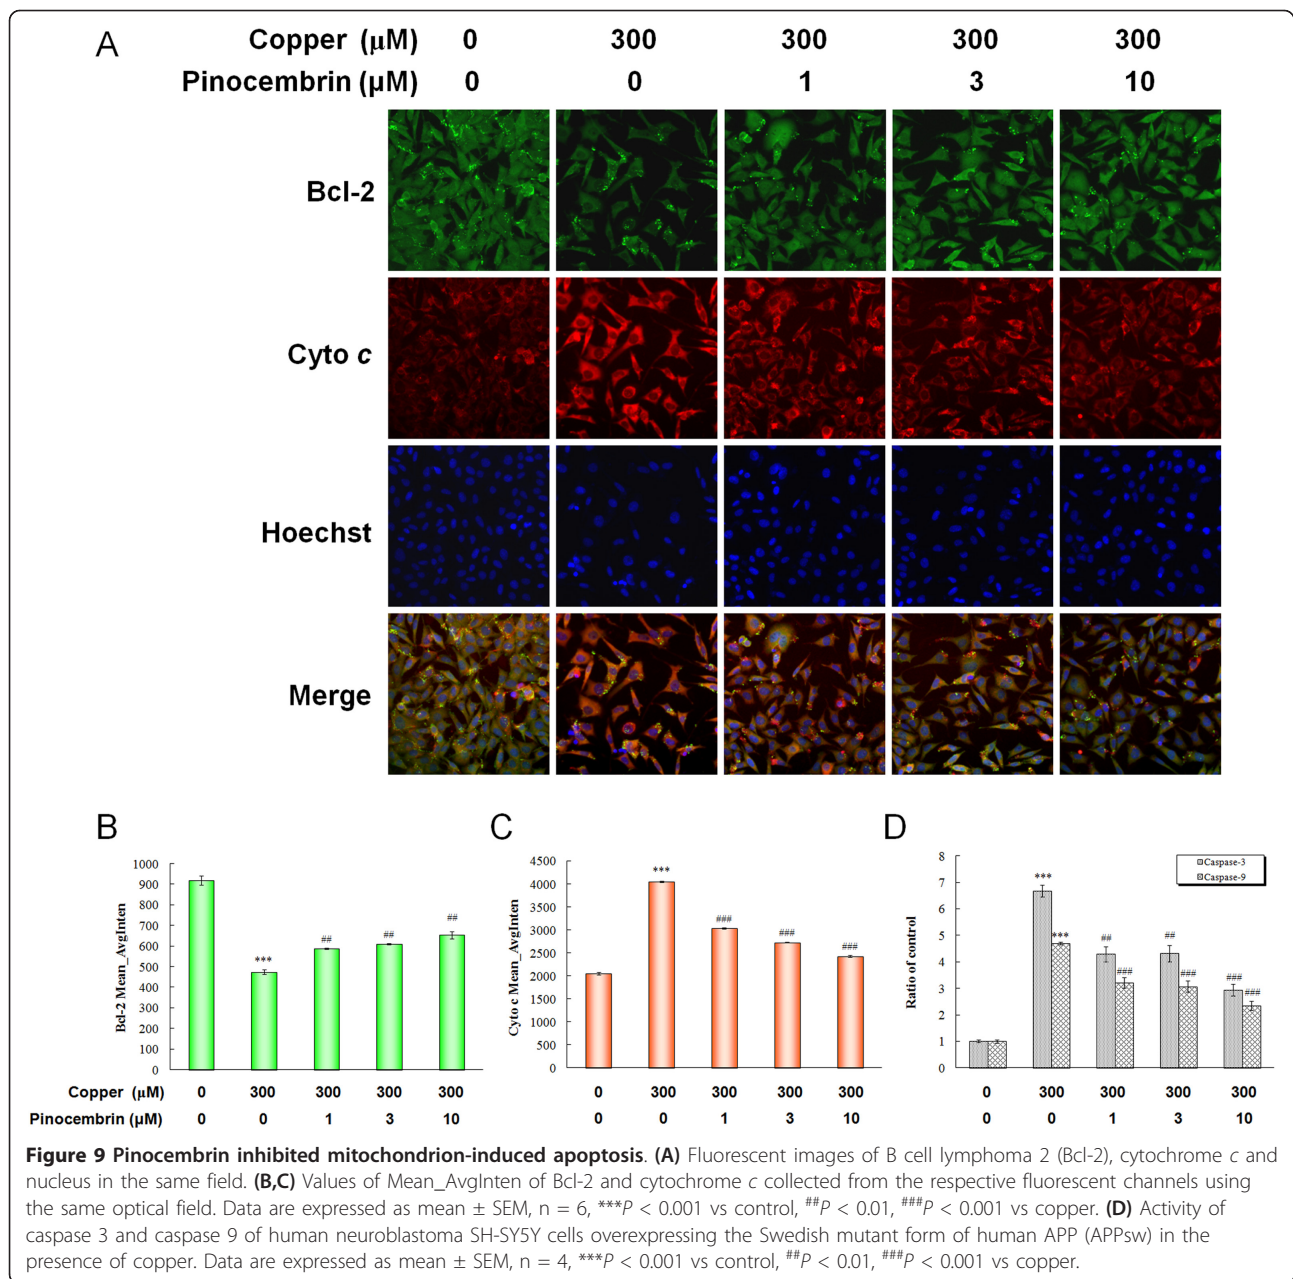 A
Copper (μM) 0 300 300 300 300
Pinocembrin (μM) 0 0 1 3 10
Bcl-2
Cyto c
Hoechst
Merge
B
Bcl-2 Mean_AvgInten
1000
900
800
700
600
500
400
300
200
100
0
***
##
##
##
Copper (μM) 0 300 300 300 300
Pinocembrin (μM) 0 0 1 3 10
C
Cyto c Mean_AvgInten
4500
4000
3500
3000
2500
2000
1500
1000
500
0
***
###
###
###
0 300 300 300 300
0 0 1 3 10
D
Ratio of control
8
7
6
5
4
3
2
1
0
Caspase-3
Caspase-9
***
***
##
###
##
###
###
###
0 300 300 300 300
0 0 1 3 10
Figure 9 Pinocembrin inhibited mitochondrion-induced apoptosis. (A) Fluorescent images of B cell lymphoma 2 (Bcl-2), cytochrome c and
nucleus in the same field. (B,C) Values of Mean_AvgInten of Bcl-2 and cytochrome c collected from the respective fluorescent channels using
the same optical field. Data are expressed as mean ± SEM, n = 6, ***P < 0.001 vs control, ##P < 0.01, ###P < 0.001 vs copper. (D) Activity of
caspase 3 and caspase 9 of human neuroblastoma SH-SY5Y cells overexpressing the Swedish mutant form of human APP (APPsw) in the
presence of copper. Data are expressed as mean ± SEM, n = 4, ***P < 0.001 vs control, ##P < 0.01, ###P < 0.001 vs copper.